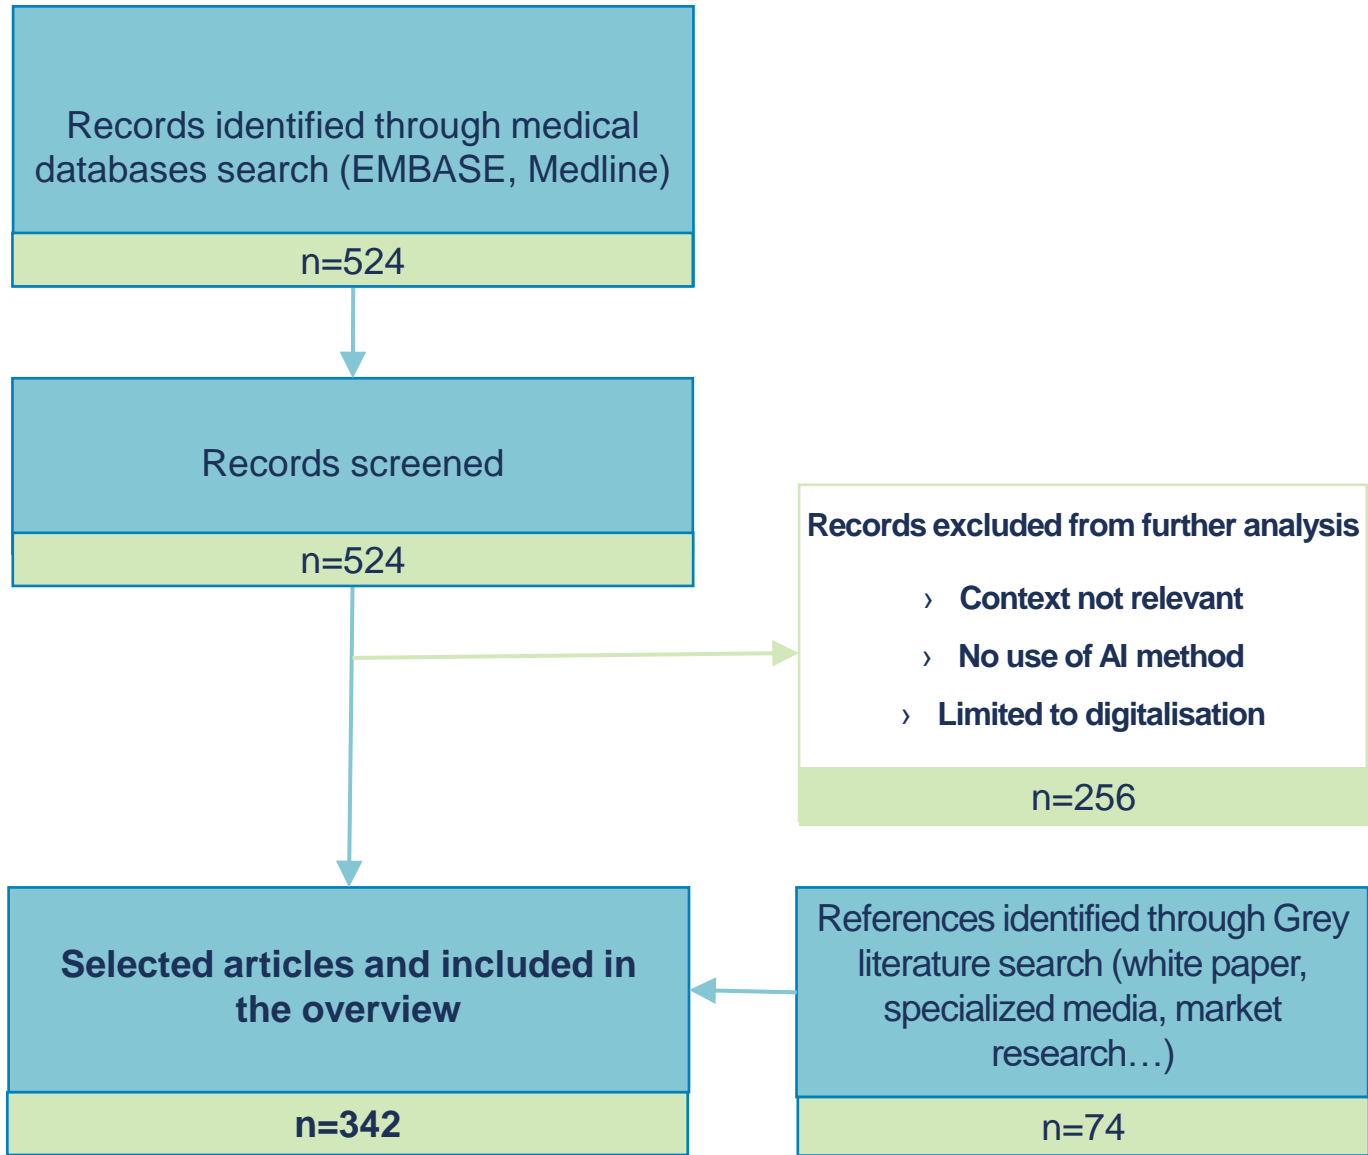 Records identified through medical
databases search (EMBASE, Medline)
n=524
Records screened
n=524
Records excluded from further analysis
› Context not relevant
› No use of AI method
› Limited to digitalisation
n=256
Selected articles and included in
the overview
n=342
References identified through Grey
literature search (white paper,
specialized media, market
research…)
n=74